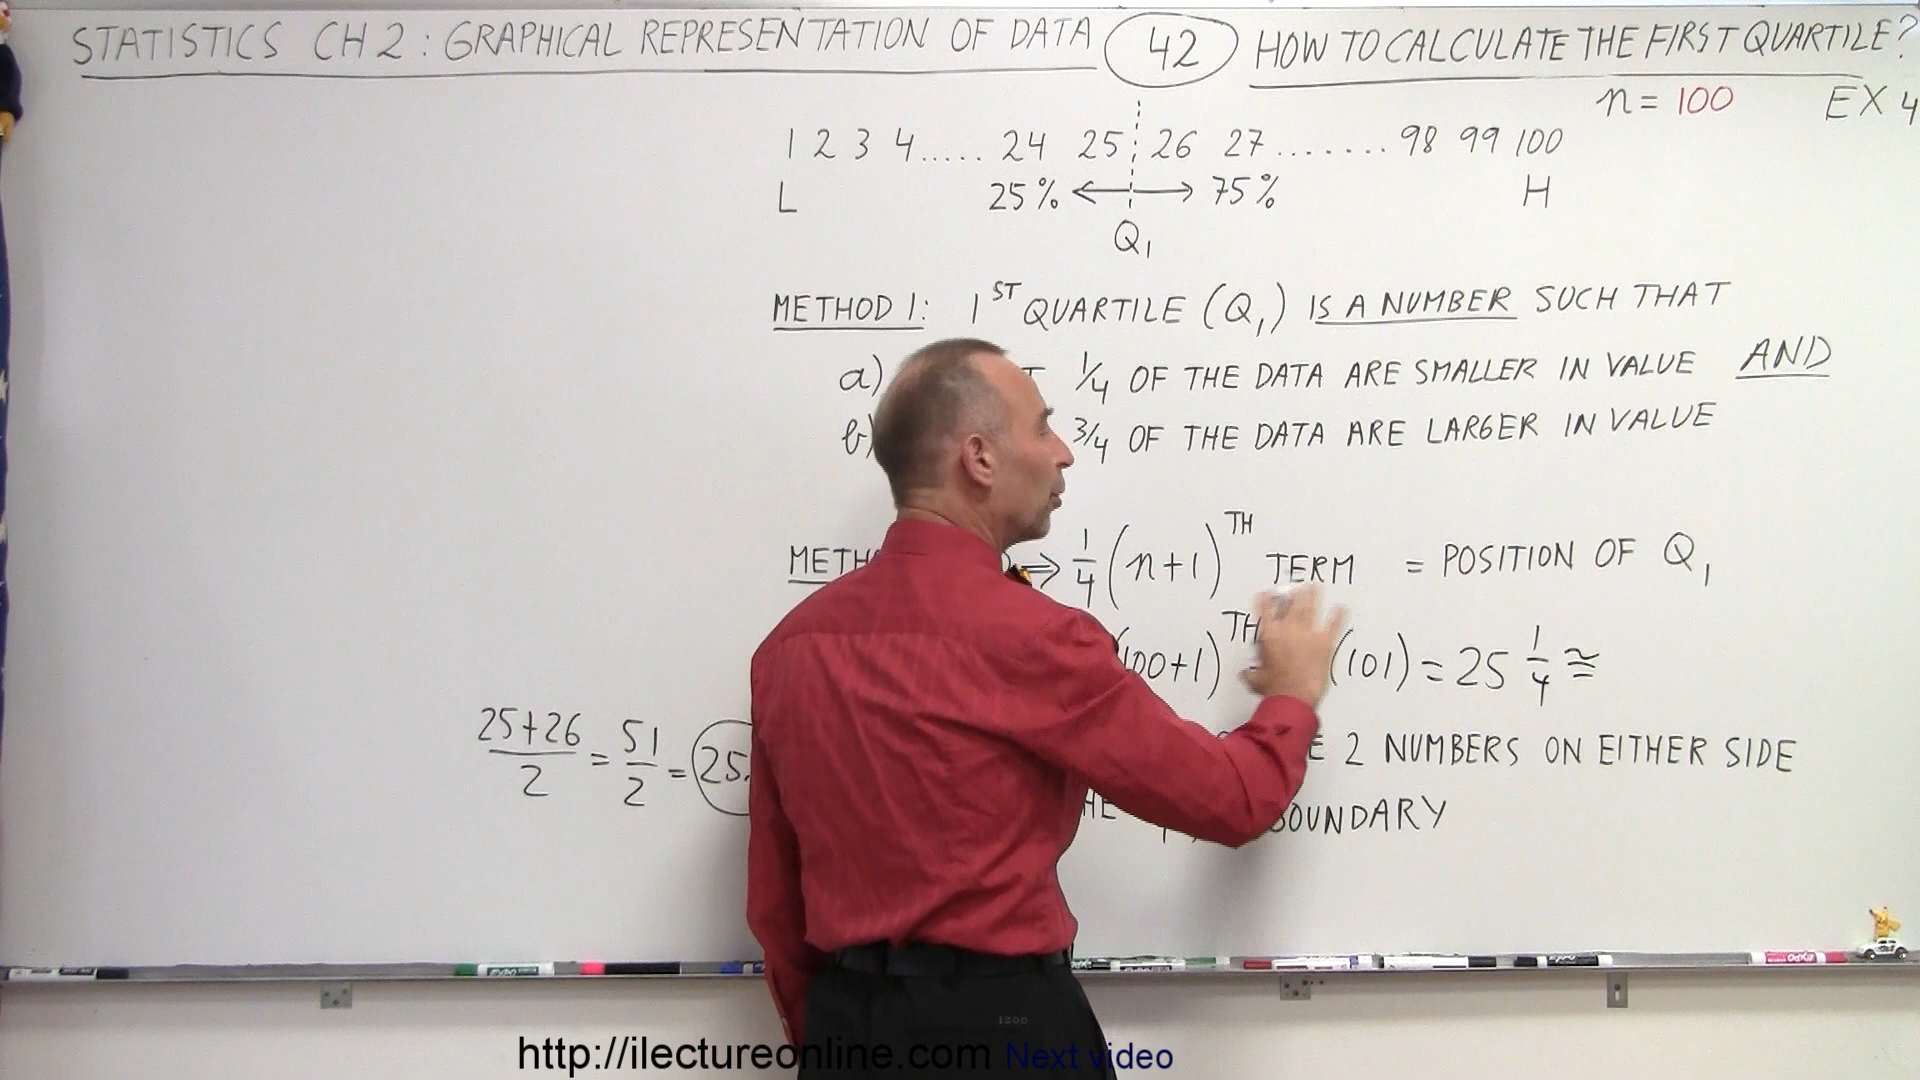 STATISTICS CH 2 : GRAPHICAL REPRESENTATION OF DATA 42 HOW TO CALCULATE THE FIRST QUARTILE?
n = 100 EX 4
1 2 3 4..... 24 25 26 27........ 98 99 100
L 25% ← → 75% H
Q₁
METHOD 1: 1ST QUARTILE (Q₁) IS A NUMBER SUCH THAT
a) 1/4 OF THE DATA ARE SMALLER IN VALUE AND
b) 3/4 OF THE DATA ARE LARGER IN VALUE
⇒ 1/4 (n+1)TH TERM = POSITION OF Q₁
(100+1)TH (101) = 25 1/4 ≅
2 NUMBERS ON EITHER SIDE
BOUNDARY
(25+26)/2 = 51/2 = 25.
http://ilectureonline.com Next video